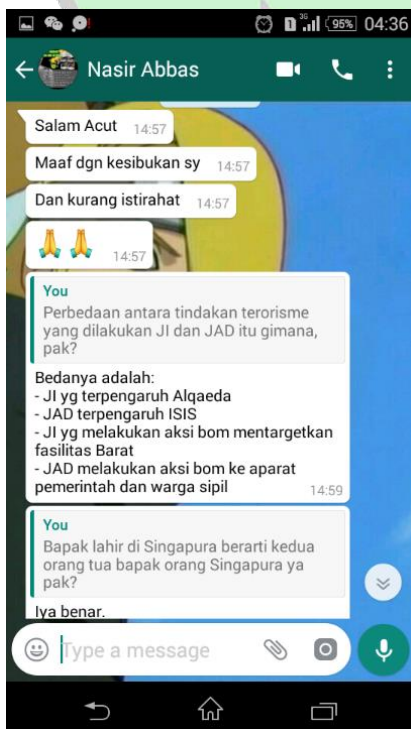 3G 95% 04:36
Nasir Abbas
Salam Acut 14:57
Maaf dgn kesibukan sy 14:57
Dan kurang istirahat 14:57
14:57
You
Perbedaan antara tindakan terorisme
yang dilakukan JI dan JAD itu gimana,
pak?
Bedanya adalah:
- JI yg terpengaruh Alqaeda
- JAD terpengaruh ISIS
- JI yg melakukan aksi bom mentargetkan
fasilitas Barat
- JAD melakukan aksi bom ke aparat
pemerintah dan warga sipil 14:59
You
Bapak lahir di Singapura berarti kedua
orang tua bapak orang Singapura ya
pak?
Iya benar.
Type a message